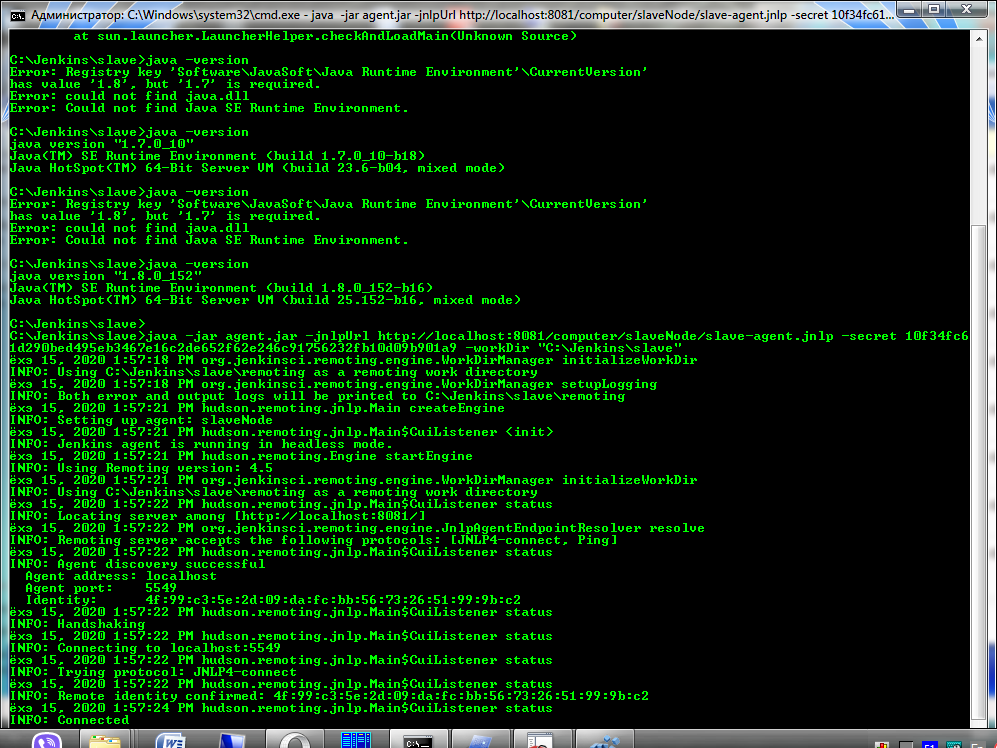 Администратор: C:\Windows\system32\cmd.exe - java -jar agent.jar -jnlpUrl http://localhost:8081/computer/slaveNode/slave-agent.jnlp -secret 10f34fc61...
at sun.launcher.LauncherHelper.checkAndLoadMain(Unknown Source)
C:\Jenkins\slave>java -version
Error: Registry key 'Software\JavaSoft\Java Runtime Environment'\CurrentVersion'
has value '1.8', but '1.7' is required.
Error: could not find java.dll
Error: Could not find Java SE Runtime Environment.
C:\Jenkins\slave>java -version
java version "1.7.0_10"
Java(TM) SE Runtime Environment (build 1.7.0_10-b18)
Java HotSpot(TM) 64-Bit Server VM (build 23.6-b04, mixed mode)
C:\Jenkins\slave>java -version
Error: Registry key 'Software\JavaSoft\Java Runtime Environment'\CurrentVersion'
has value '1.8', but '1.7' is required.
Error: could not find java.dll
Error: Could not find Java SE Runtime Environment.
C:\Jenkins\slave>java -version
java version "1.8.0_152"
Java(TM) SE Runtime Environment (build 1.8.0_152-b16)
Java HotSpot(TM) 64-Bit Server VM (build 25.152-b16, mixed mode)
C:\Jenkins\slave>
C:\Jenkins\slave>java -jar agent.jar -jnlpUrl http://localhost:8081/computer/slaveNode/slave-agent.jnlp -secret 10f34fc6
1d290bed495eb3467e16c2de652f62e246c91756232fb10d09b901a9 -workDir "C:\Jenkins\slave"
ёхэ 15, 2020 1:57:18 PM org.jenkinsci.remoting.engine.WorkDirManager initializeWorkDir
INFO: Using C:\Jenkins\slave\remoting as a remoting work directory
ёхэ 15, 2020 1:57:18 PM org.jenkinsci.remoting.engine.WorkDirManager setupLogging
INFO: Both error and output logs will be printed to C:\Jenkins\slave\remoting
ёхэ 15, 2020 1:57:21 PM hudson.remoting.jnlp.Main createEngine
INFO: Setting up agent: slaveNode
ёхэ 15, 2020 1:57:21 PM hudson.remoting.jnlp.Main$CuiListener <init>
INFO: Jenkins agent is running in headless mode.
ёхэ 15, 2020 1:57:21 PM hudson.remoting.Engine startEngine
INFO: Using Remoting version: 4.5
ёхэ 15, 2020 1:57:21 PM org.jenkinsci.remoting.engine.WorkDirManager initializeWorkDir
INFO: Using C:\Jenkins\slave\remoting as a remoting work directory
ёхэ 15, 2020 1:57:22 PM hudson.remoting.jnlp.Main$CuiListener status
INFO: Locating server among [http://localhost:8081/]
ёхэ 15, 2020 1:57:22 PM org.jenkinsci.remoting.engine.JnlpAgentEndpointResolver resolve
INFO: Remoting server accepts the following protocols: [JNLP4-connect, Ping]
ёхэ 15, 2020 1:57:22 PM hudson.remoting.jnlp.Main$CuiListener status
INFO: Agent discovery successful
Agent address: localhost
Agent port: 5549
Identity: 4f:99:c3:5e:2d:09:da:fc:bb:56:73:26:51:99:9b:c2
ёхэ 15, 2020 1:57:22 PM hudson.remoting.jnlp.Main$CuiListener status
INFO: Handshaking
ёхэ 15, 2020 1:57:22 PM hudson.remoting.jnlp.Main$CuiListener status
INFO: Connecting to localhost:5549
ёхэ 15, 2020 1:57:22 PM hudson.remoting.jnlp.Main$CuiListener status
INFO: Trying protocol: JNLP4-connect
ёхэ 15, 2020 1:57:22 PM hudson.remoting.jnlp.Main$CuiListener status
INFO: Remote identity confirmed: 4f:99:c3:5e:2d:09:da:fc:bb:56:73:26:51:99:9b:c2
ёхэ 15, 2020 1:57:24 PM hudson.remoting.jnlp.Main$CuiListener status
INFO: Connected